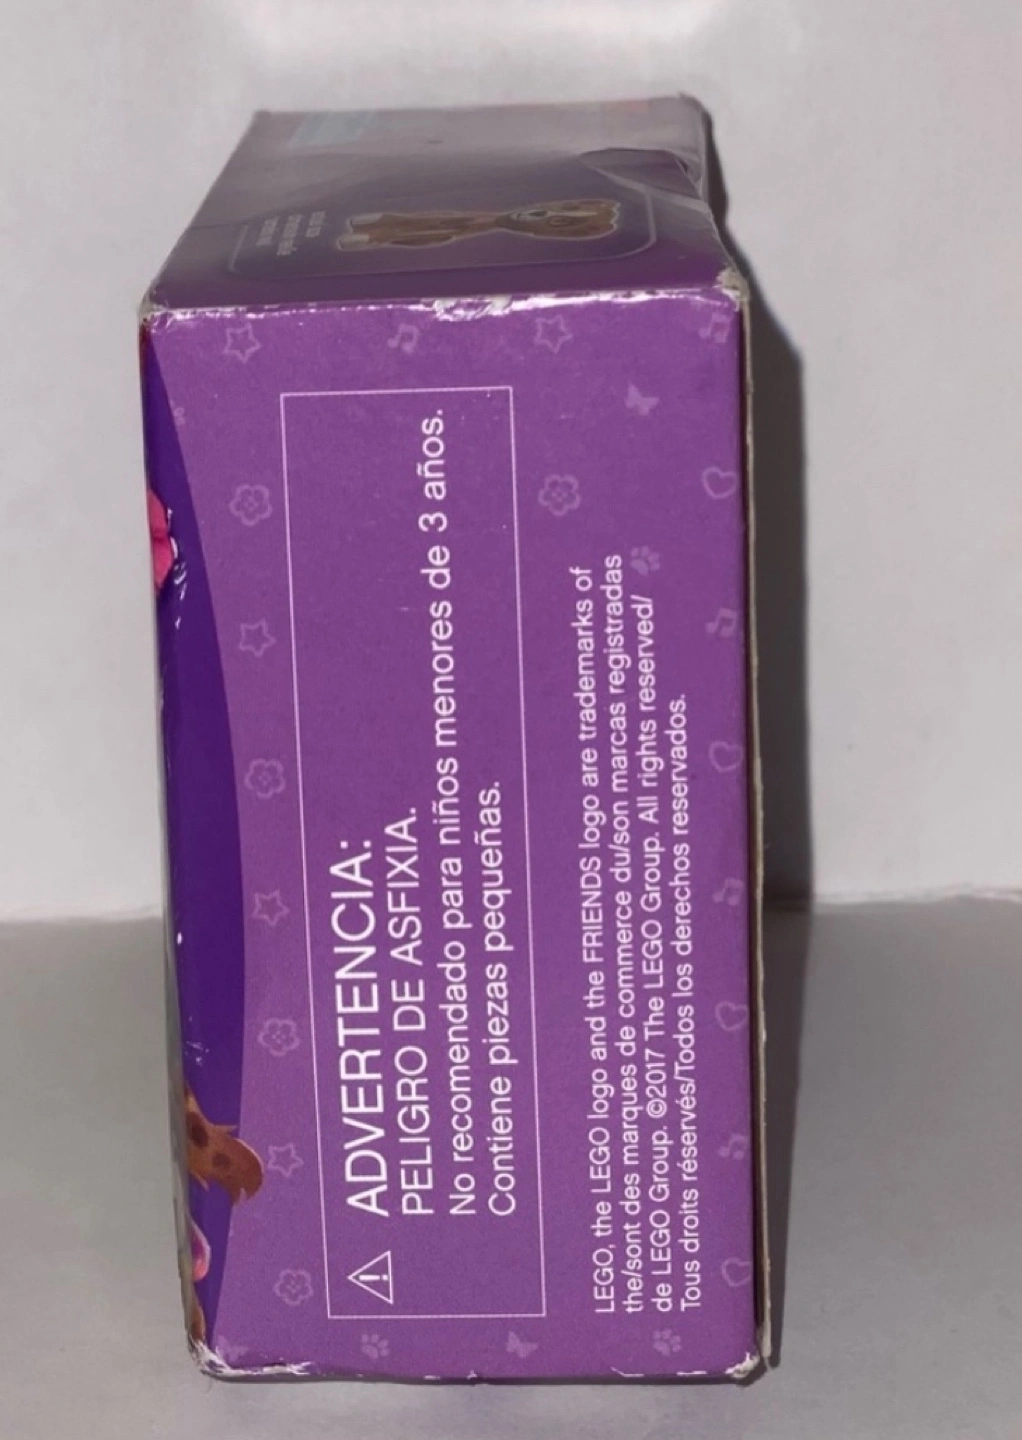 ADVERTENCIA:
PELIGRO DE ASFIXIA.
No recomendado para niños menores de 3 años.
Contiene piezas pequeñas.
LEGO, the LEGO logo and the FRIENDS logo are trademarks of
the/sont des marques de commerce du/son marcas registradas
de LEGO Group. ©2017 The LEGO Group. All rights reserved/
Tous droits réservés/Todos los derechos reservados.